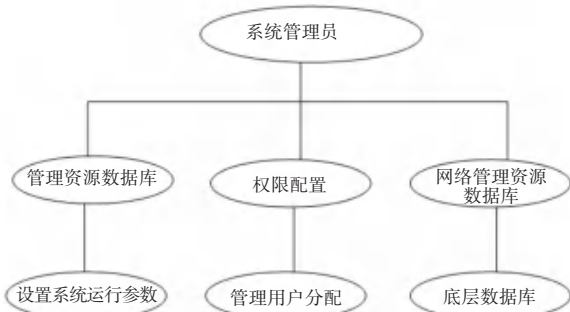 系统管理员
管理资源数据库
权限配置
网络管理资源
数据库
设置系统运行参数
管理用户分配
底层数据库